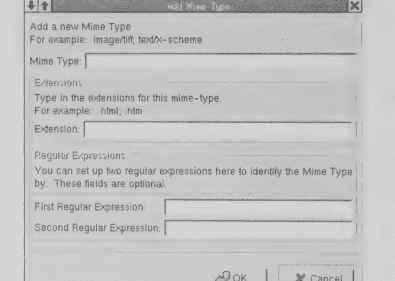 Add Mime Type
Add a new Mime Type
For example: image/tiff; text/x-scheme
Mime Type:
Extensions
Type in the extensions for this mime-type.
For example: .html, .htm
Extension:
Regular Expressions
You can set up two regular expressions here to identify the Mime Type
by. These fields are optional.
First Regular Expression:
Second Regular Expression:
OK
Cancel